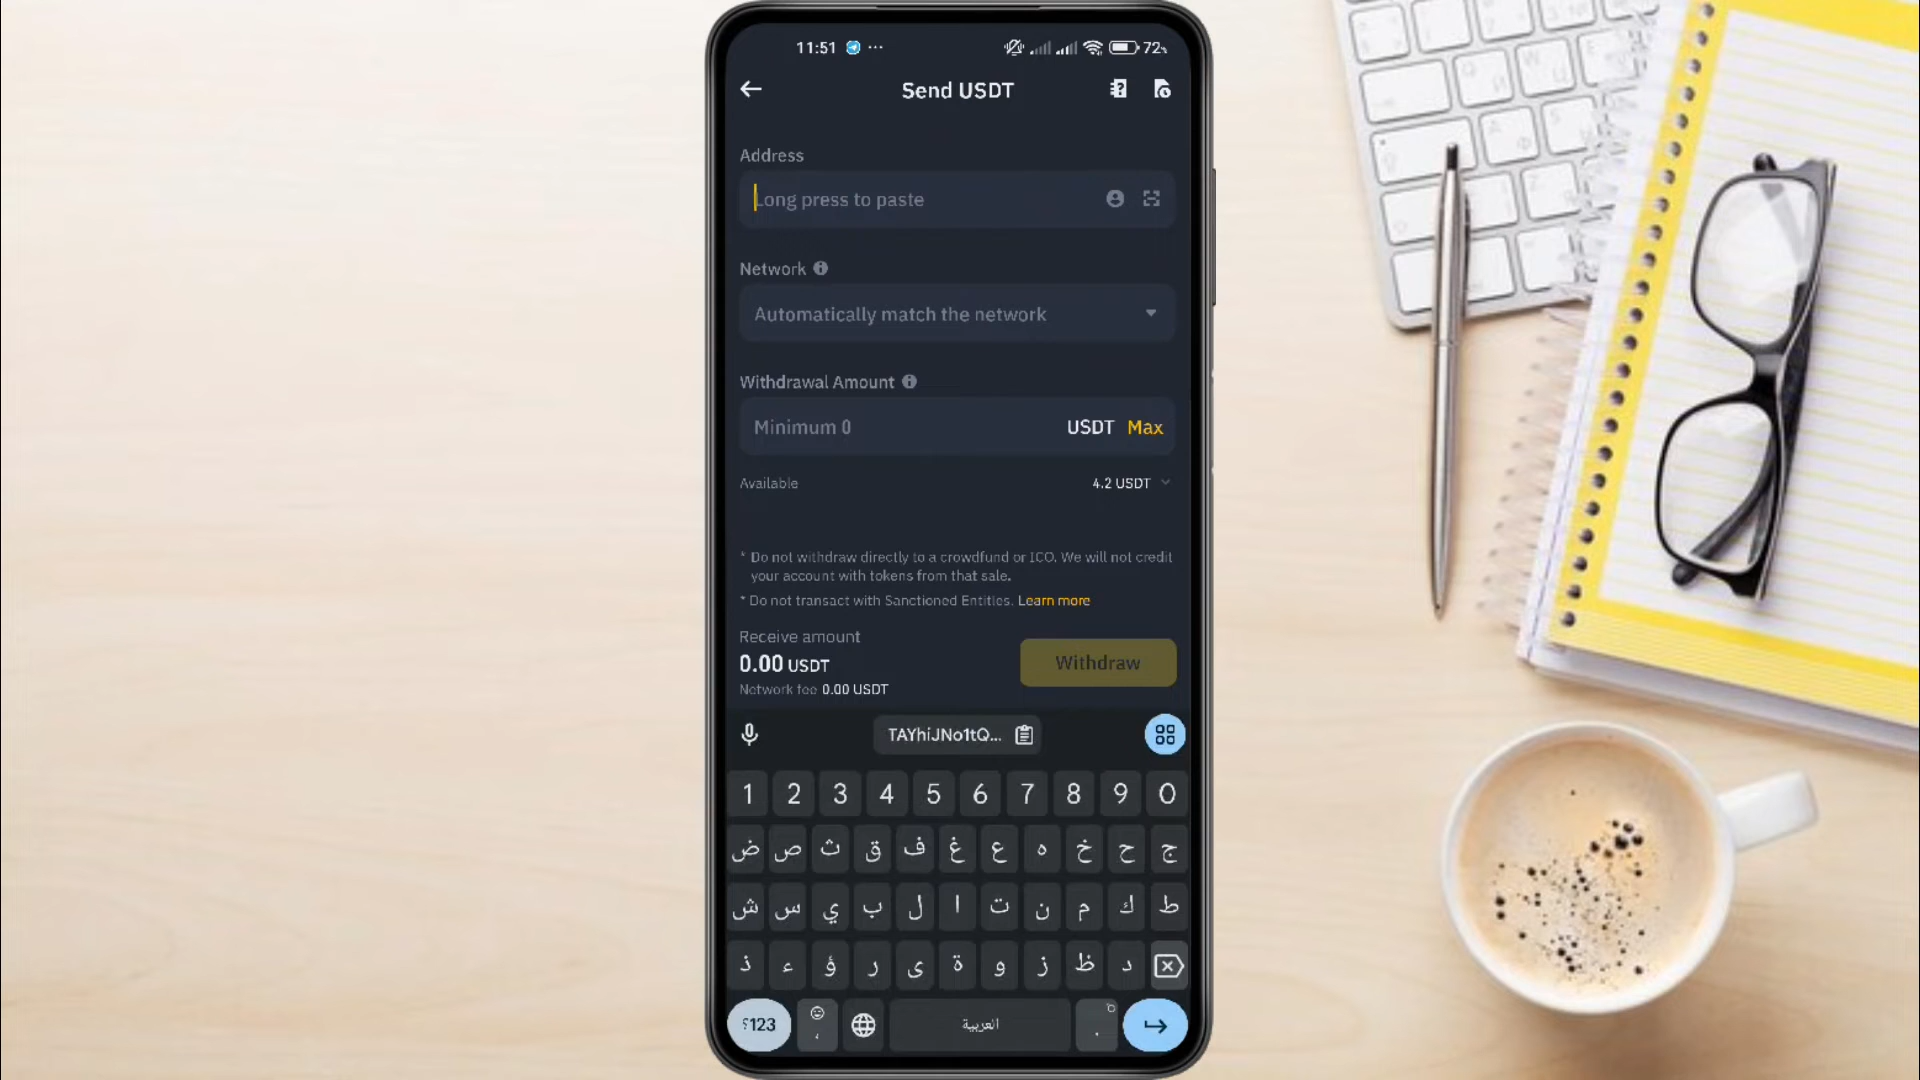 11:51 ... 72%
Send USDT
Address
Long press to paste
Network
Automatically match the network
Withdrawal Amount
Minimum 0 USDT Max
Available 4.2 USDT
* Do not withdraw directly to a crowdfund or ICO. We will not credit
your account with tokens from that sale.
* Do not transact with Sanctioned Entities. Learn more
Receive amount
0.00 USDT
Withdraw
Network fee 0.00 USDT
TAYhiJNo1tQ...
1 2 3 4 5 6 7 8 9 0
ض ص ث ق ف غ ع ه خ ح ج
ش س ي ب ل ا ت ن م ك ط
ذ ء ؤ ر ى ة و ز ظ د
؟123 ، العربية .